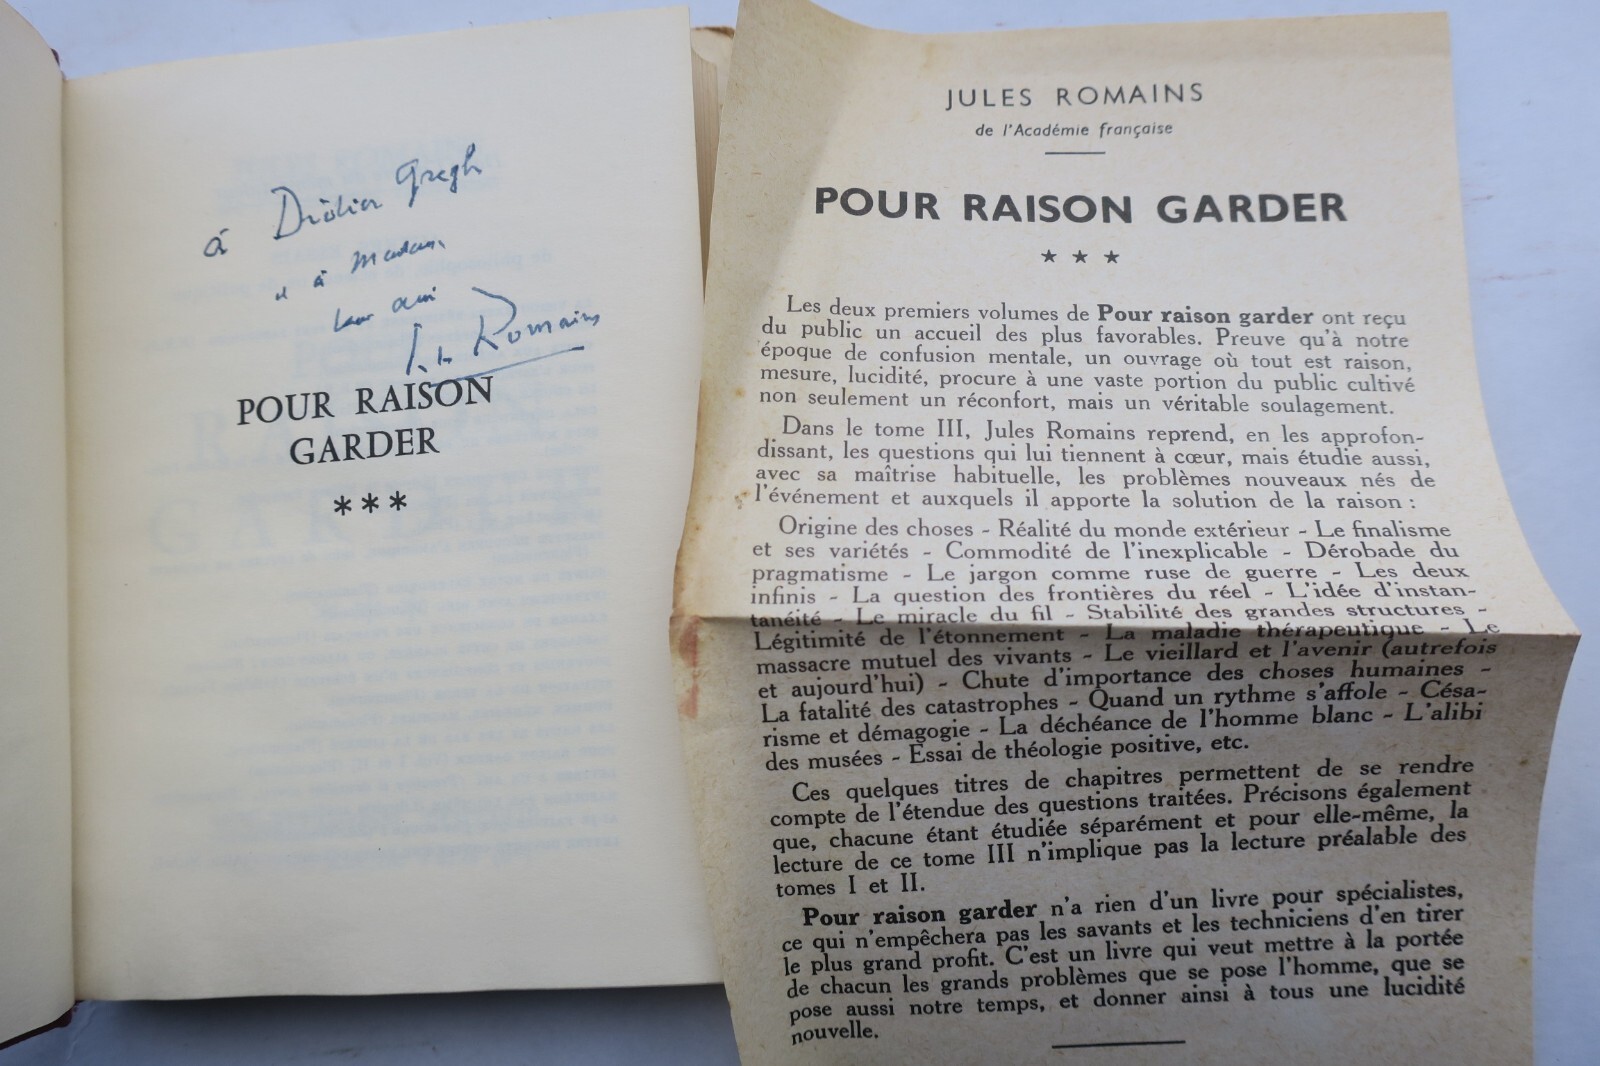 à Didier Gregh
et à Madame,
leur ami
Romains
POUR RAISON
GARDER
***
JULES ROMAINS
de l'Académie française
POUR RAISON GARDER
★ ★ ★
Les deux premiers volumes de Pour raison garder ont reçu
du public un accueil des plus favorables. Preuve qu'à notre
époque de confusion mentale, un ouvrage où tout est raison,
mesure, lucidité, procure à une vaste portion du public cultivé
non seulement un réconfort, mais un véritable soulagement.
Dans le tome III, Jules Romains reprend, en les approfon-
dissant, les questions qui lui tiennent à cœur, mais étudie aussi,
avec sa maîtrise habituelle, les problèmes nouveaux nés de
l'événement et auxquels il apporte la solution de la raison :
Origine des choses - Réalité du monde extérieur - Le finalisme
et ses variétés - Commodité de l'inexplicable - Dérobade du
pragmatisme - Le jargon comme ruse de guerre - Les deux
infinis - La question des frontières du réel - L'idée d'instan-
tanéité - Le miracle du fil - Stabilité des grandes structures -
Légitimité de l'étonnement - La maladie thérapeutique - Le
massacre mutuel des vivants - Le vieillard et l'avenir (autrefois
et aujourd'hui) - Chute d'importance des choses humaines -
La fatalité des catastrophes - Quand un rythme s'affole - Césa-
risme et démagogie - La déchéance de l'homme blanc - L'alibi
des musées - Essai de théologie positive, etc.
Ces quelques titres de chapitres permettent de se rendre
compte de l'étendue des questions traitées. Précisons également
que, chacune étant étudiée séparément et pour elle-même, la
lecture de ce tome III n'implique pas la lecture préalable des
tomes I et II.
Pour raison garder n'a rien d'un livre pour spécialistes,
ce qui n'empêchera pas les savants et les techniciens d'en tirer
le plus grand profit. C'est un livre qui veut mettre à la portée
de chacun les grands problèmes que se pose l'homme, que se
pose aussi notre temps, et donner ainsi à tous une lucidité
nouvelle.